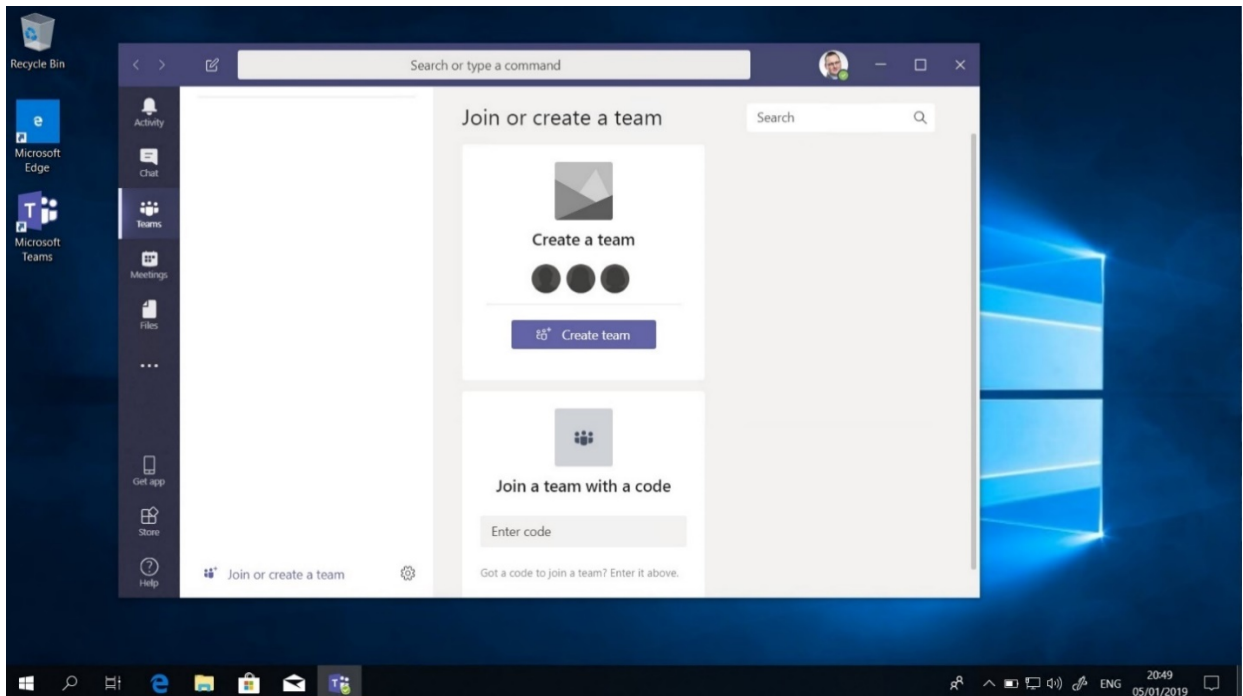 Recycle Bin
Microsoft
Edge
Microsoft
Teams
Search or type a command
Activity
Chat
Teams
Meetings
Files
Get app
Store
Help
Join or create a team
Join or create a team
Search
Create a team
Create team
Join a team with a code
Enter code
Got a code to join a team? Enter it above.
ENG
20:49
05/01/2019